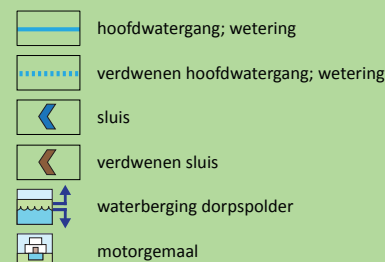 hoofdwatergang; wetering
verdwenen hoofdwatergang; wetering
sluis
verdwenen sluis
waterberging dorpspolder
motorgemaal